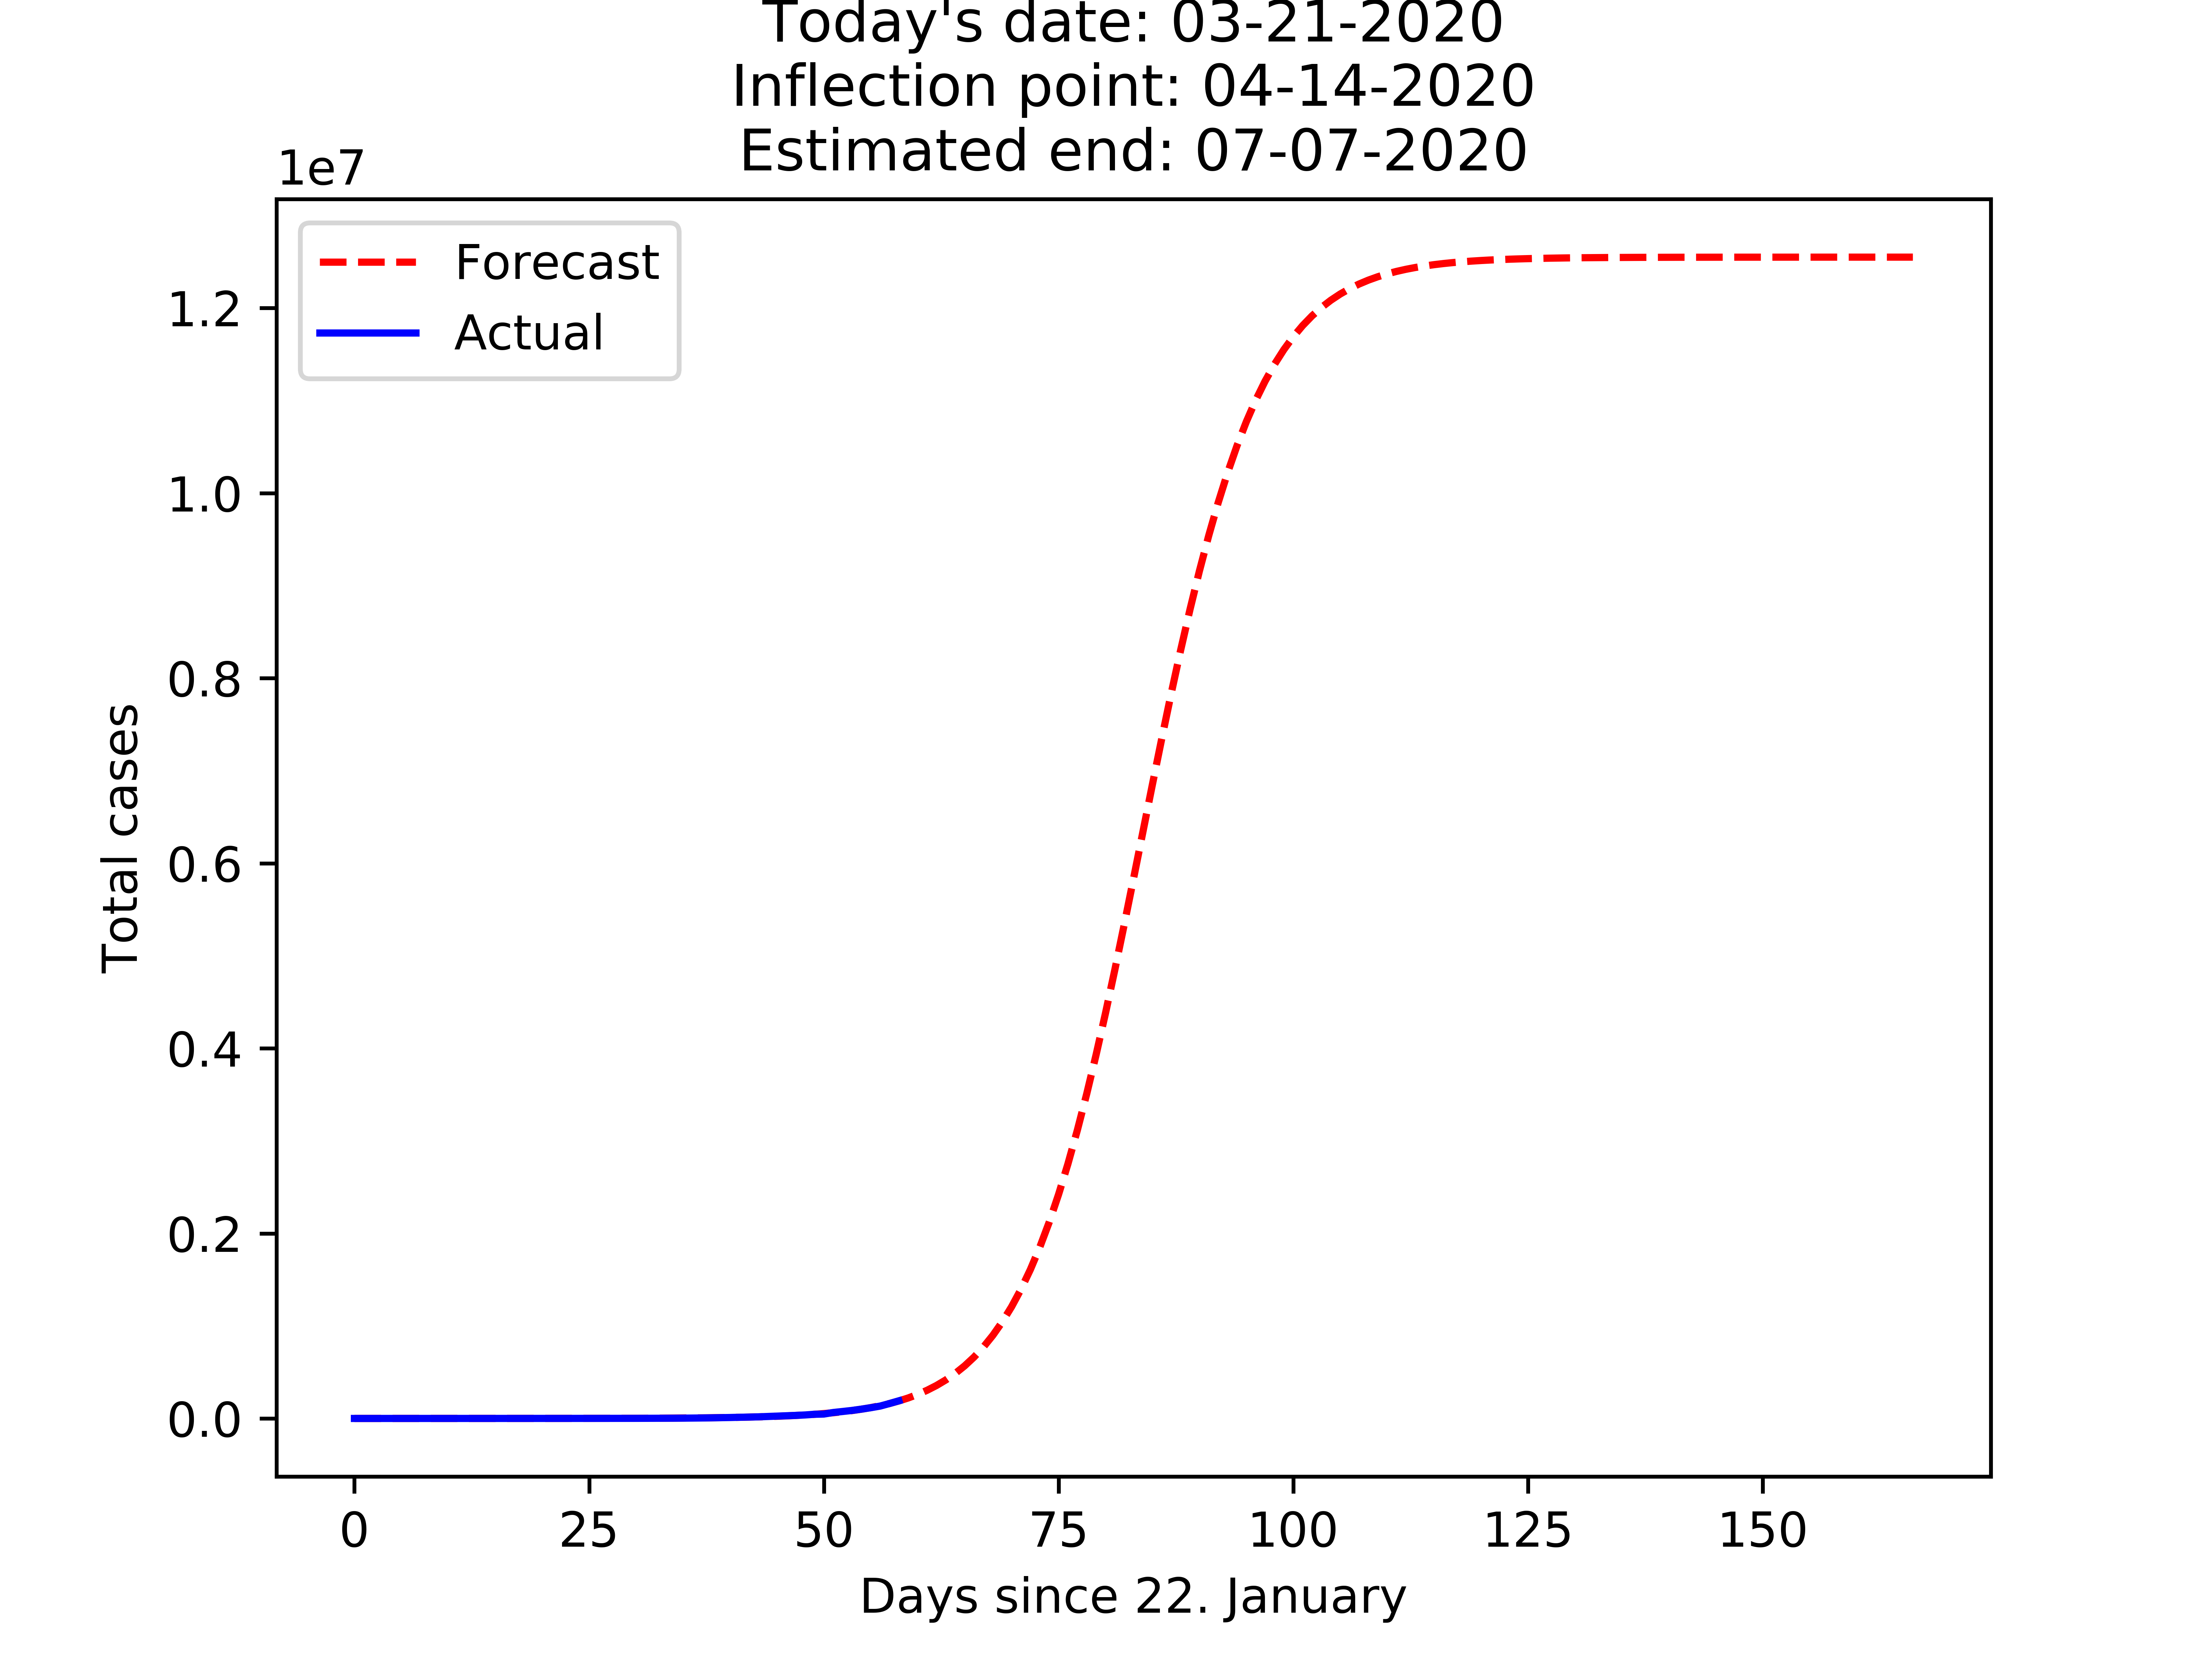 Today's date: 03-21-2020
Inflection point: 04-14-2020
Estimated end: 07-07-2020
1e7
Forecast
Actual
1.2
1.0
0.8
0.6
0.4
0.2
0.0
Total cases
0 25 50 75 100 125 150
Days since 22. January